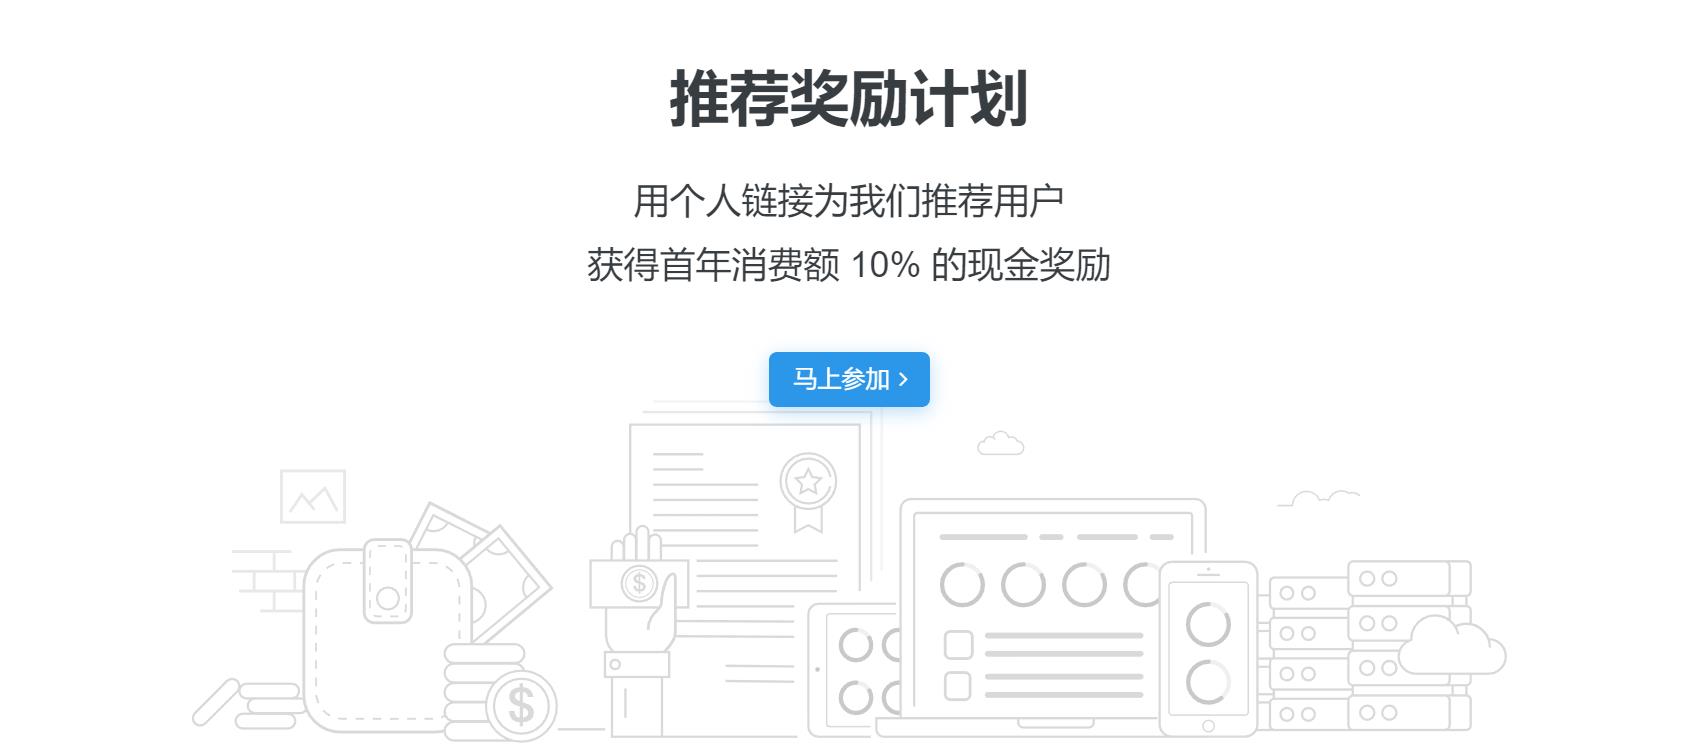 推荐奖励计划
用个人链接为我们推荐用户
获得首年消费额 10% 的现金奖励
马上参加 >
$
$